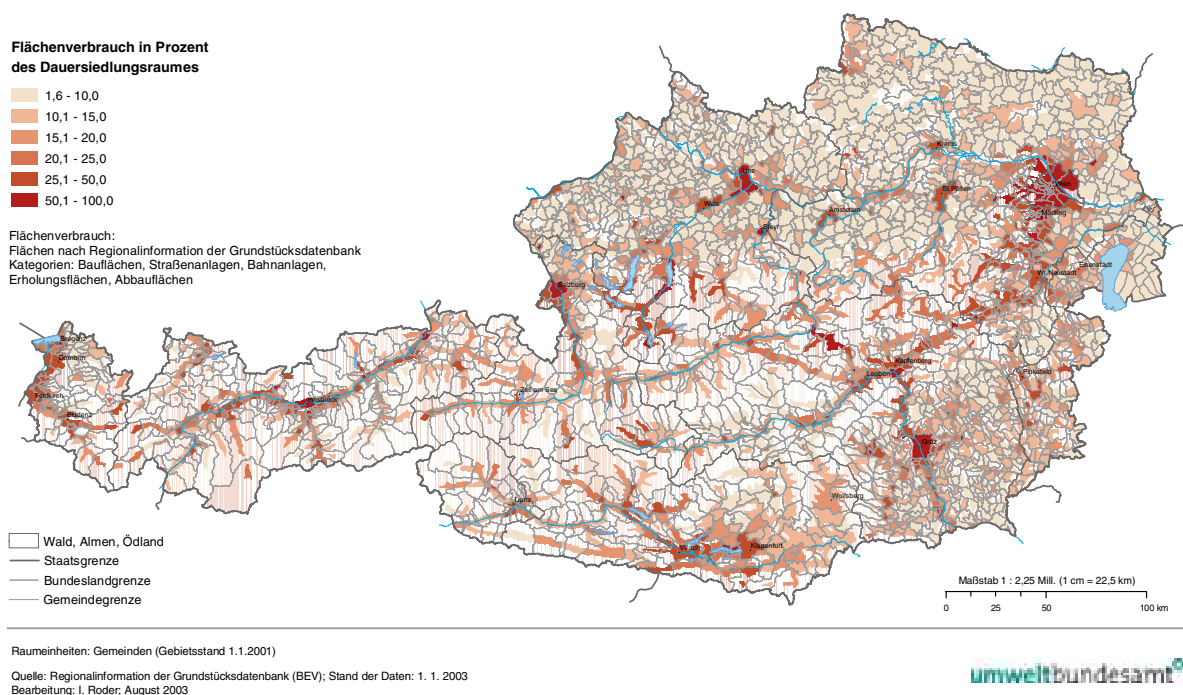 Flächenverbrauch in Prozent
des Dauersiedlungsraumes
1,6 - 10,0
10,1 - 15,0
15,1 - 20,0
20,1 - 25,0
25,1 - 50,0
50,1 - 100,0
Flächenverbrauch:
Flächen nach Regionalinformation der Grundstücksdatenbank
Kategorien: Bauflächen, Straßenanlagen, Bahnanlagen,
Erholungsflächen, Abbauflächen
Krems
Linz
Wien
Wels
St.Pölten
Amstetten
Mödling
Steyr
Eisenstadt
Wr.Neustadt
Salzburg
Bregenz
Dornbirn
Kapfenberg
Leoben
Pinkafeld
Zell am See
Feldkirch
Innsbruck
Bludenz
Graz
Lienz
Wolfsberg
Villach
Klagenfurt
Wald, Almen, Ödland
Staatsgrenze
Bundeslandgrenze
Gemeindegrenze
Maßstab 1 : 2,25 Mill. (1 cm = 22,5 km)
0 25 50 100 km
Raumeinheiten: Gemeinden (Gebietsstand 1.1.2001)
Quelle: Regionalinformation der Grundstücksdatenbank (BEV); Stand der Daten: 1. 1. 2003
Bearbeitung: I. Roder; August 2003
umweltbundesamt©